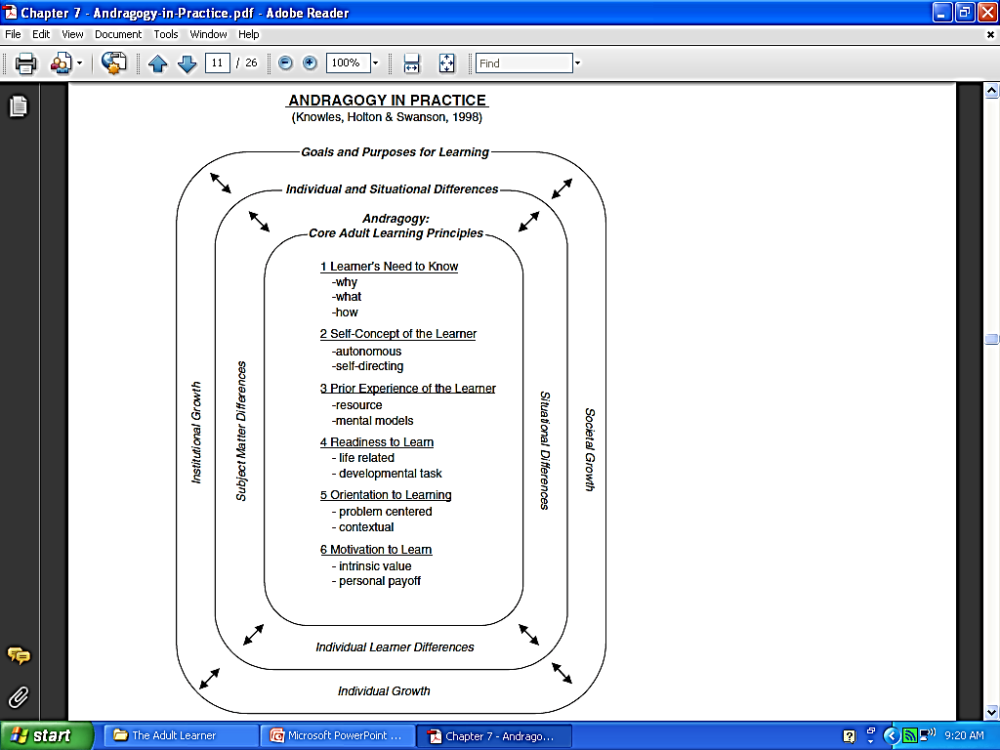 Chapter 7 - Andragogy-in-Practice.pdf - Adobe Reader
File Edit View Document Tools Window Help
11 / 26 100% Find
ANDRAGOGY IN PRACTICE
(Knowles, Holton & Swanson, 1998)
Goals and Purposes for Learning
Individual and Situational Differences
Andragogy:
Core Adult Learning Principles
1 Learner's Need to Know
-why
-what
-how
2 Self-Concept of the Learner
-autonomous
-self-directing
3 Prior Experience of the Learner
-resource
-mental models
4 Readiness to Learn
- life related
- developmental task
5 Orientation to Learning
- problem centered
- contextual
6 Motivation to Learn
- intrinsic value
- personal payoff
Institutional Growth
Subject Matter Differences
Situational Differences
Societal Growth
Individual Learner Differences
Individual Growth
start The Adult Learner Microsoft PowerPoint ... Chapter 7 - Andrago... 9:20 AM